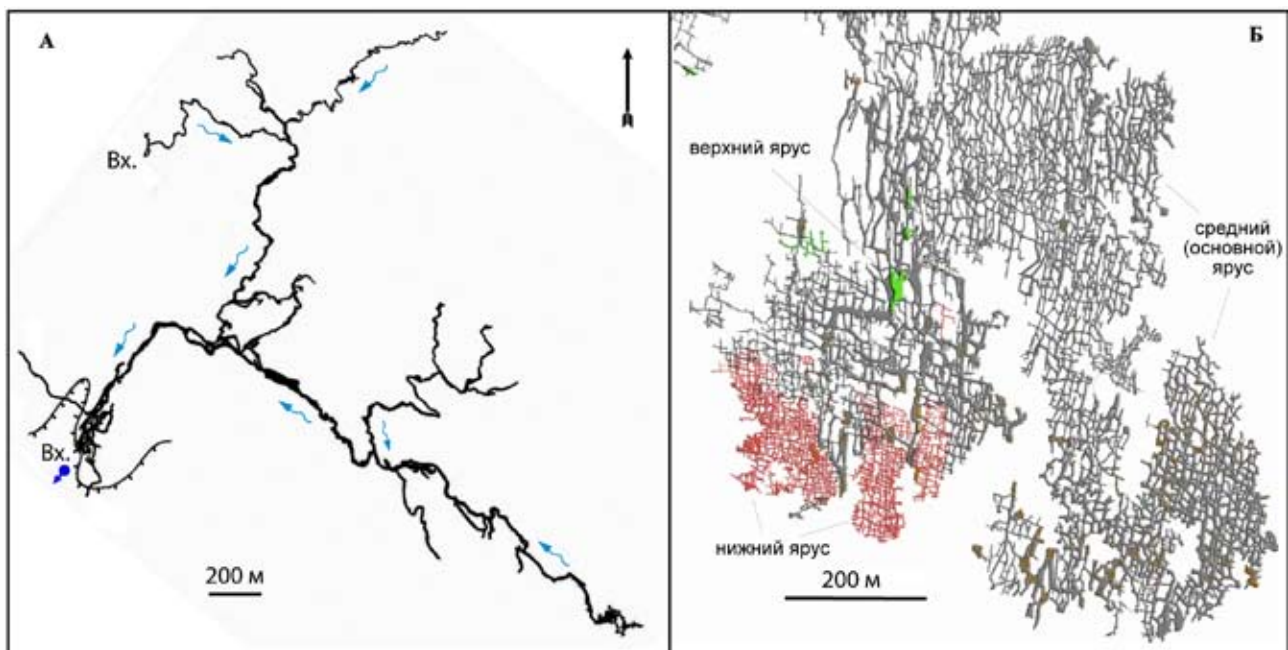 А
Вх.
Вх.
200 м
Б
верхний ярус
средний
(основной)
ярус
нижний ярус
200 м